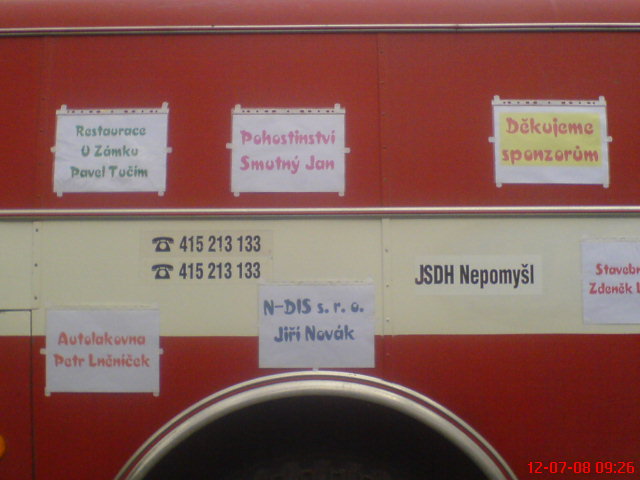 Restaurace
U Zámku
Pavel Tučím
Pohostinství
Smutný Jan
Děkujeme
sponzorům
☎ 415 213 133
☎ 415 213 133
JSDH Nepomyšl
Zdeněk
N-DIS s. r. o.
Jiří Novák
Autolakovna
Petr Lněníček
12-07-08 09:26